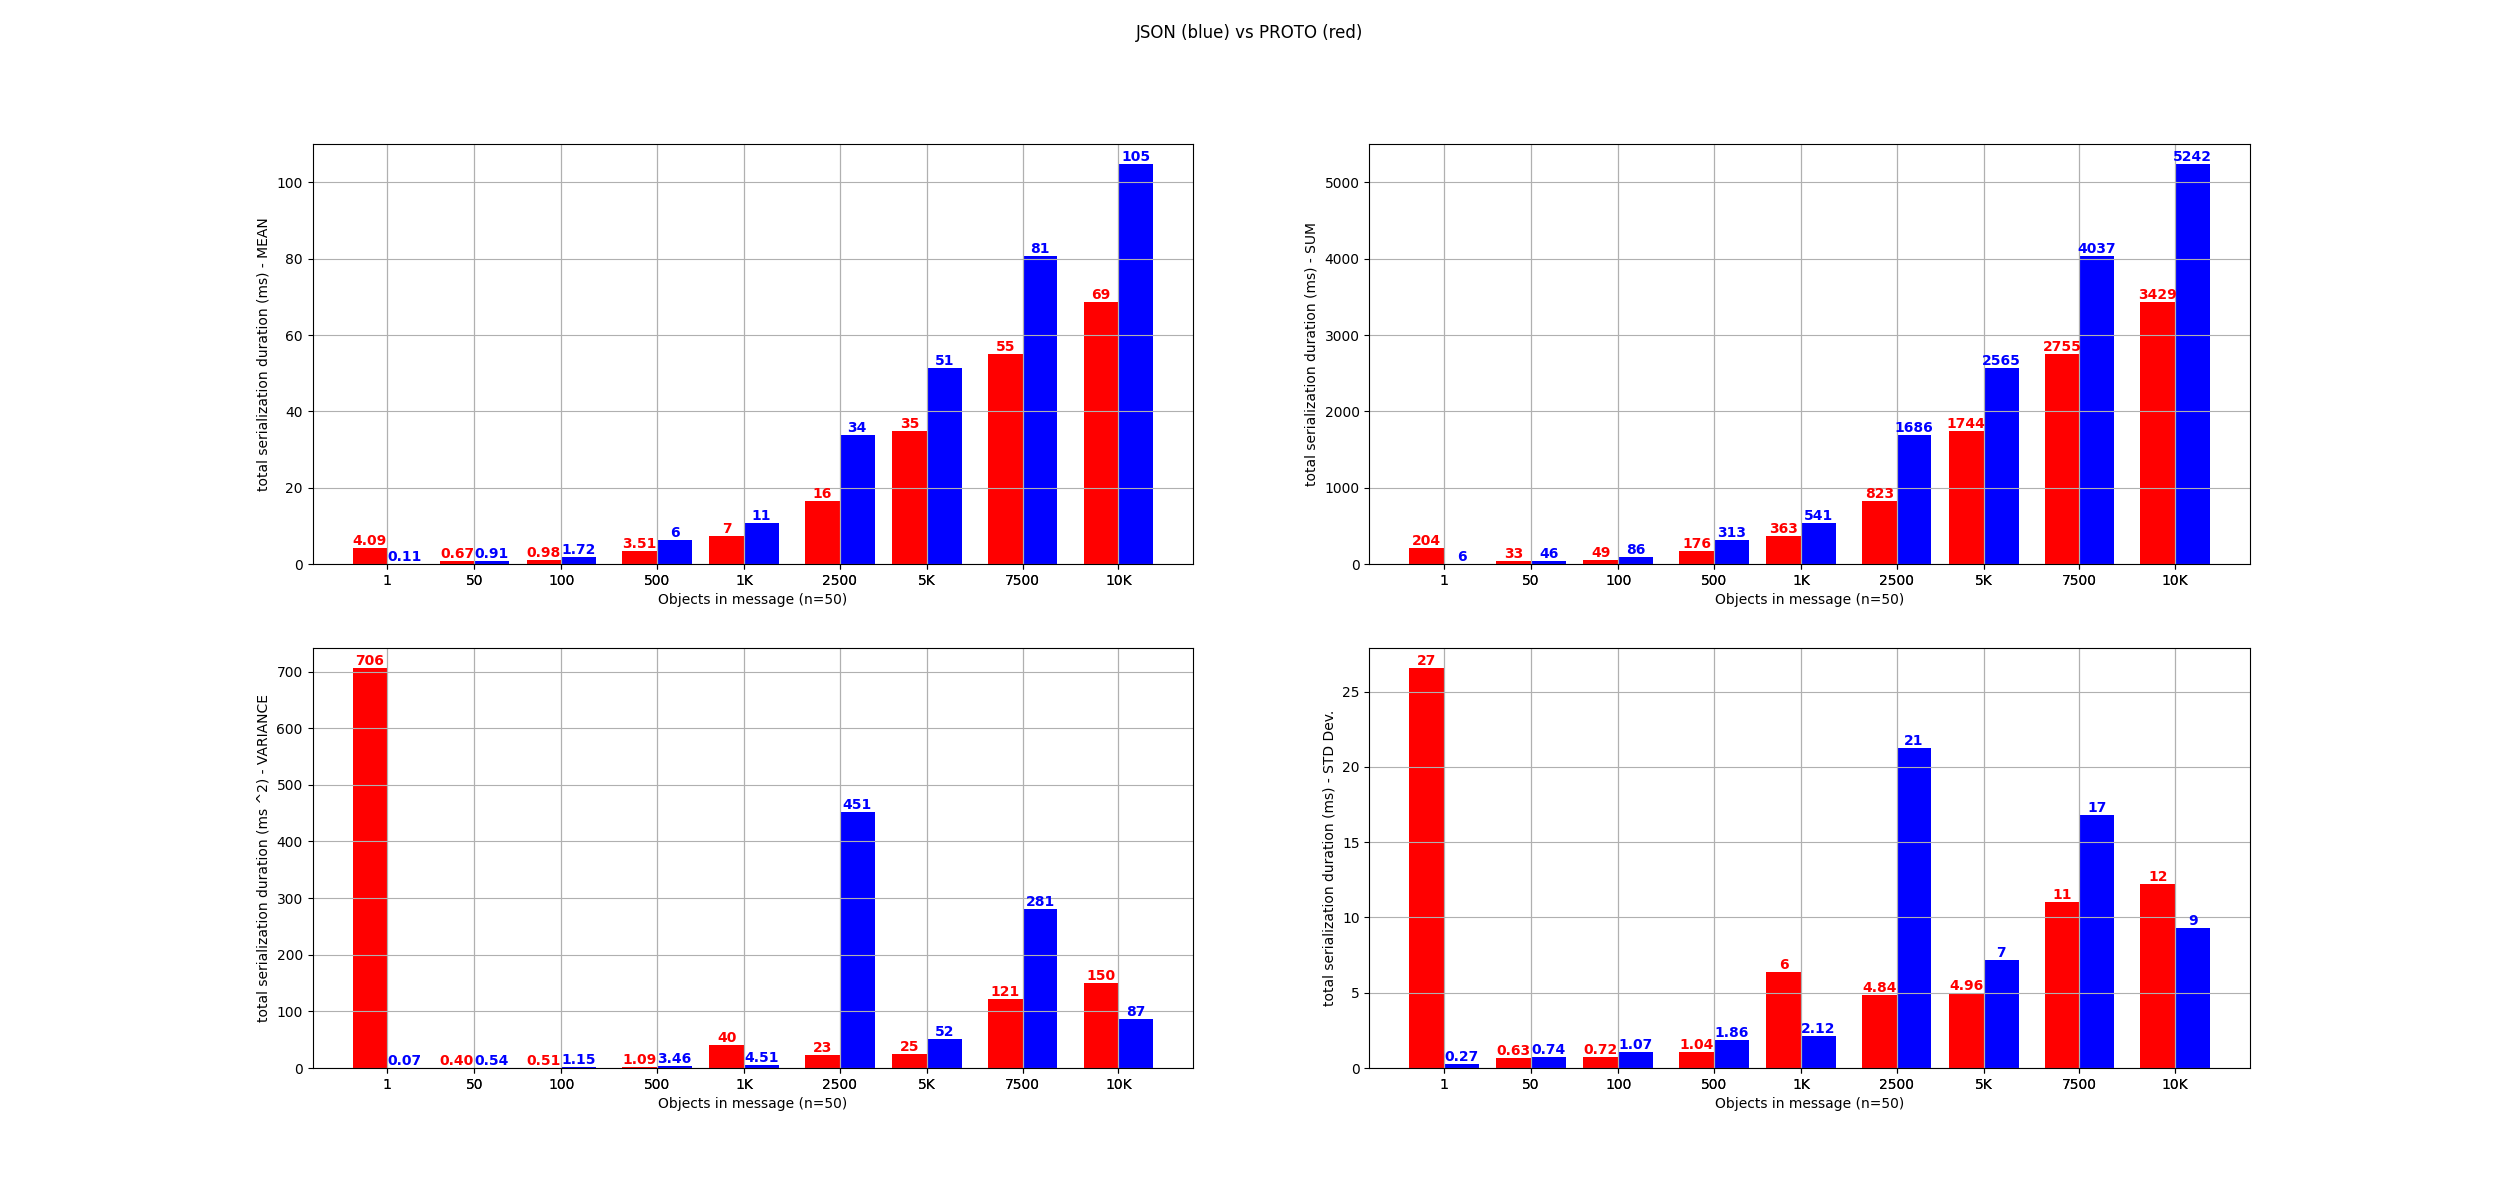 JSON (blue) vs PROTO (red)
total serialization duration (ms) - MEAN
100
80
60
40
20
0
4.09 0.11 0.67 0.91 0.98 1.72 3.51 6 7 11 16 34 35 51 55 81 69 105
1 50 100 500 1K 2500 5K 7500 10K
Objects in message (n=50)
total serialization duration (ms) - SUM
5000
4000
3000
2000
1000
0
204 6 33 46 49 86 176 313 363 541 823 1686 1744 2565 2755 4037 3429 5242
1 50 100 500 1K 2500 5K 7500 10K
Objects in message (n=50)
total serialization duration (ms ^2) - VARIANCE
700
600
500
400
300
200
100
0
706 0.07 0.40 0.54 0.51 1.15 1.09 3.46 40 4.51 23 451 25 52 121 281 150 87
1 50 100 500 1K 2500 5K 7500 10K
Objects in message (n=50)
total serialization duration (ms) - STD Dev.
25
20
15
10
5
0
27 0.27 0.63 0.74 0.72 1.07 1.04 1.86 6 2.12 4.84 21 4.96 7 11 17 12 9
1 50 100 500 1K 2500 5K 7500 10K
Objects in message (n=50)